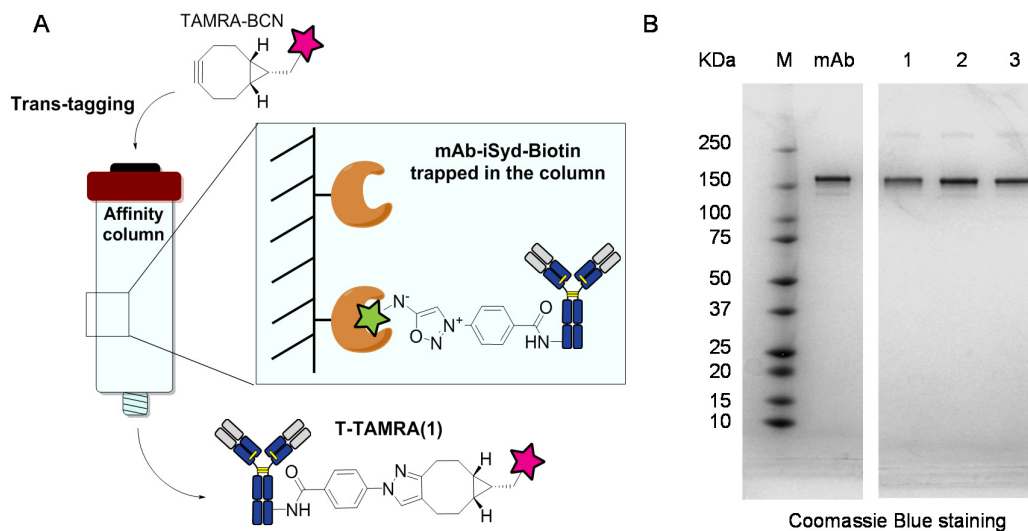 A
TAMRA-BCN
H
H
Trans-tagging
Affinity
column
mAb-iSyd-Biotin
trapped in the column
N-
O
N
N+
O
HN
T-TAMRA(1)
O
NH
N
N
H
H
B
KDa M mAb 1 2 3
250
150
100
75
50
37
25
20
15
10
Coomassie Blue staining